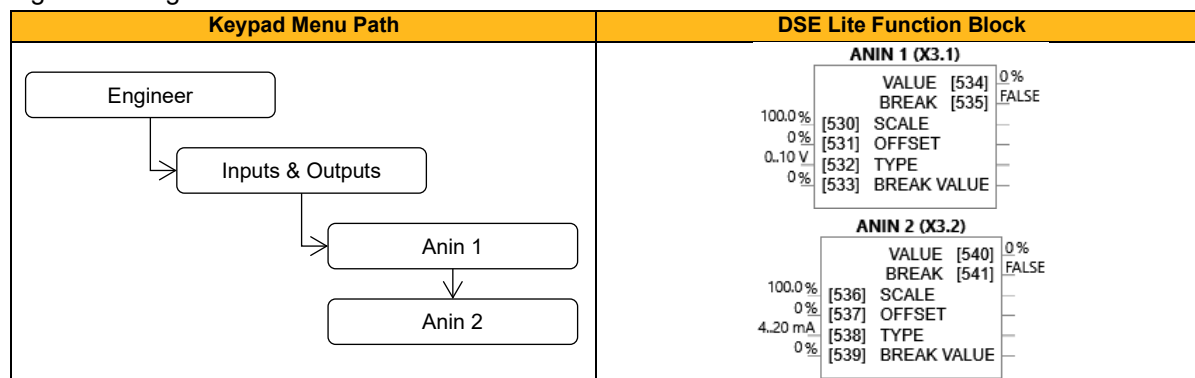 Keypad Menu Path
DSE Lite Function Block
Engineer
Inputs & Outputs
Anin 1
Anin 2
ANIN 1 (X3.1)
VALUE [534] 0 %
BREAK [535] FALSE
100.0 % [530] SCALE
0 % [531] OFFSET
0..10 V [532] TYPE
0 % [533] BREAK VALUE
ANIN 2 (X3.2)
VALUE [540] 0 %
BREAK [541] FALSE
100.0 % [536] SCALE
0 % [537] OFFSET
4..20 mA [538] TYPE
0 % [539] BREAK VALUE